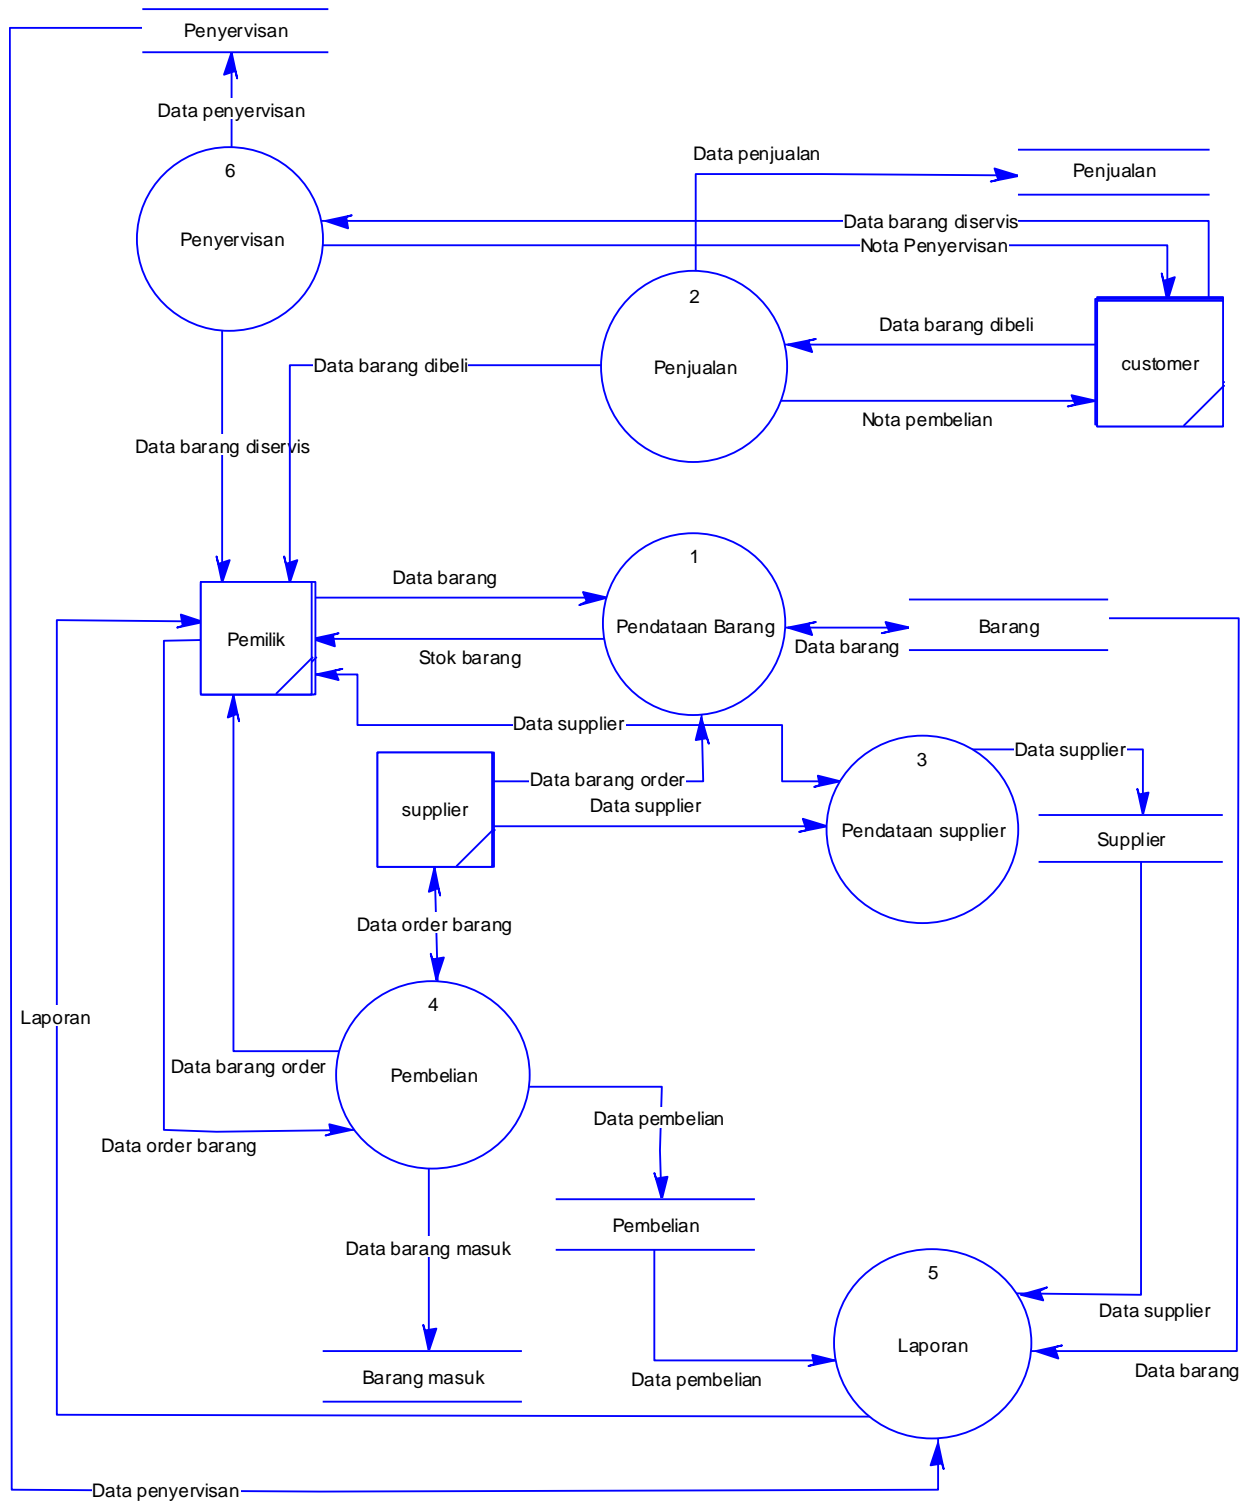 Penyervisan
Data penyervisan
6
Penyervisan
Data penjualan
Penjualan
Data barang diservis
Nota Penyervisan
2
Penjualan
Data barang dibeli
customer
Nota pembelian
Data barang dibeli
Data barang diservis
1
Pendataan Barang
Data barang
Pemilik
Stok barang
Barang
Data barang
Data supplier
3
Pendataan supplier
Data supplier
supplier
Data barang order
Data supplier
Supplier
Data order barang
4
Pembelian
Laporan
Data barang order
Data order barang
Data pembelian
Pembelian
Data barang masuk
Barang masuk
5
Laporan
Data supplier
Data barang
Data pembelian
Data penyervisan